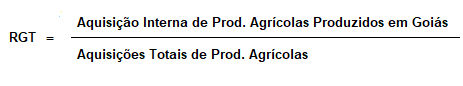 Aquisição Interna de Prod. Agrícolas Produzidos em Goiás
RGT =
Aquisições Totais de Prod. Agrícolas